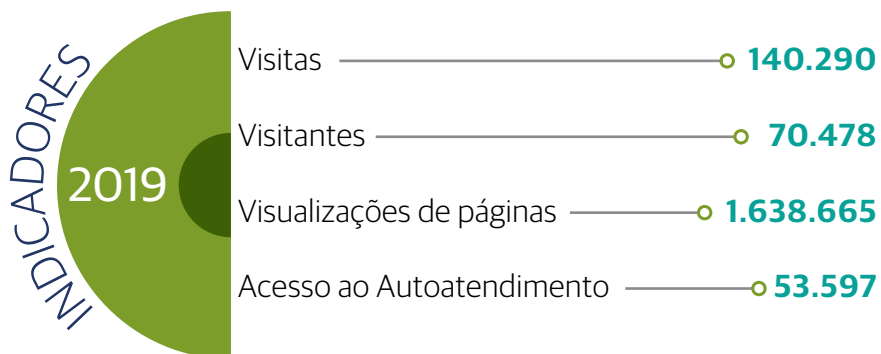 INDICADORES
2019
Visitas 140.290
Visitantes 70.478
Visualizações de páginas 1.638.665
Acesso ao Autoatendimento 53.597